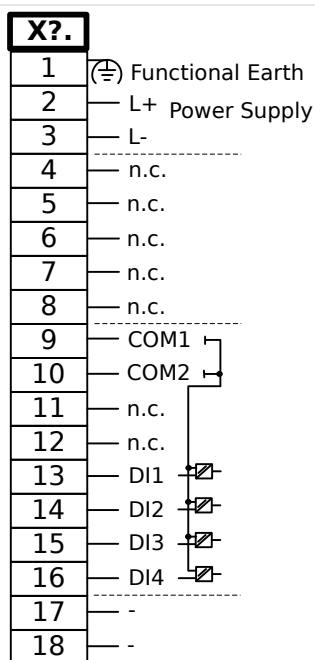 X?.
1 Functional Earth
2 L+ Power Supply
3 L-
4 n.c.
5 n.c.
6 n.c.
7 n.c.
8 n.c.
9 COM1
10 COM2
11 n.c.
12 n.c.
13 DI1
14 DI2
15 DI3
16 DI4
17 -
18 -